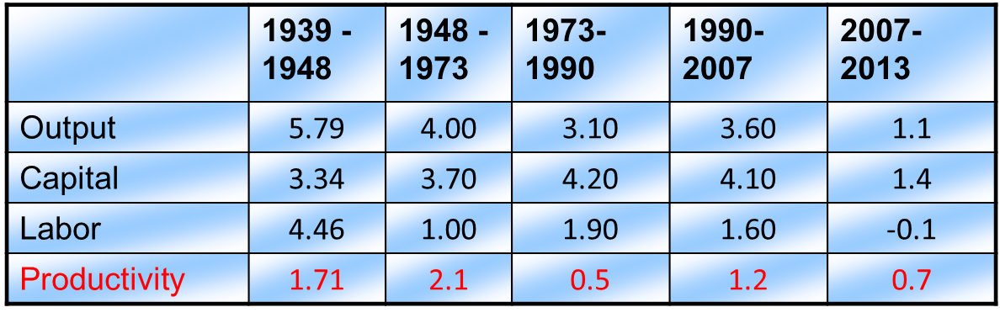 1939 - 1948 - 1973- 1990- 2007-
1948 1973 1990 2007 2013
Output 5.79 4.00 3.10 3.60 1.1
Capital 3.34 3.70 4.20 4.10 1.4
Labor 4.46 1.00 1.90 1.60 -0.1
Productivity 1.71 2.1 0.5 1.2 0.7